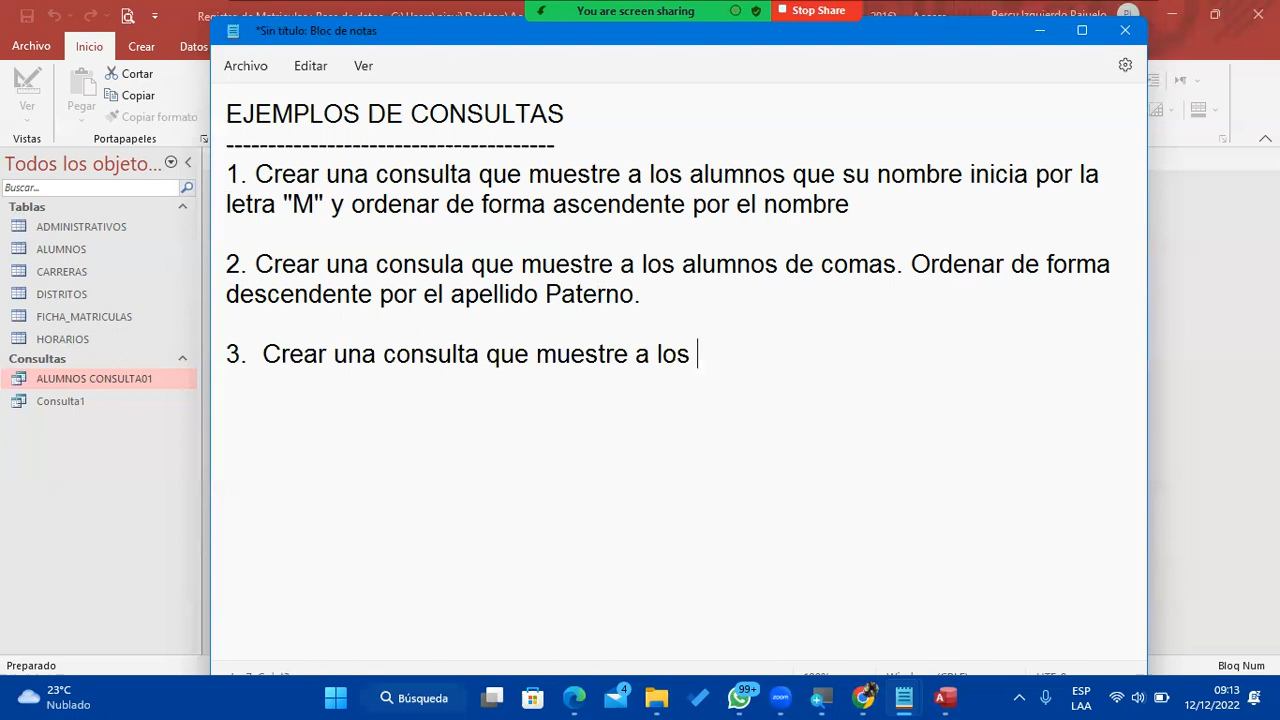 You are screen sharing
Stop Share
*Sin título: Bloc de notas
Archivo Inicio Crear Datos
Archivo Editar Ver
Ver
Pegar
Cortar
Copiar
Copiar formato
Vistas Portapapeles
Todos los objeto...
Buscar...
Tablas
ADMINISTRATIVOS
ALUMNOS
CARRERAS
DISTRITOS
FICHA_MATRICULAS
HORARIOS
Consultas
ALUMNOS CONSULTA01
Consulta1
EJEMPLOS DE CONSULTAS
-------------------------------------
1. Crear una consulta que muestre a los alumnos que su nombre inicia por la
letra "M" y ordenar de forma ascendente por el nombre
2. Crear una consula que muestre a los alumnos de comas. Ordenar de forma
descendente por el apellido Paterno.
3. Crear una consulta que muestre a los
Preparado
Bloq Num
23°C
Nublado
Búsqueda
4
99+
zoom
ESP
LAA
09:13
12/12/2022